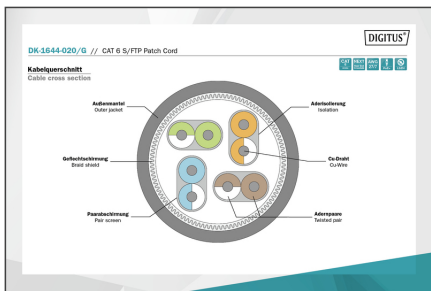 DIGITUS®
DK-1644-020/G // CAT 6 S/FTP Patch Cord
Kabelquerschnitt
Cable cross section
Außenmantel
Outer jacket
Aderisolierung
Isolation
Geflechtschirmung
Braid shield
Cu-Draht
Cu-Wire
Paarabschirmung
Pair screen
Adernpaare
Twisted pair